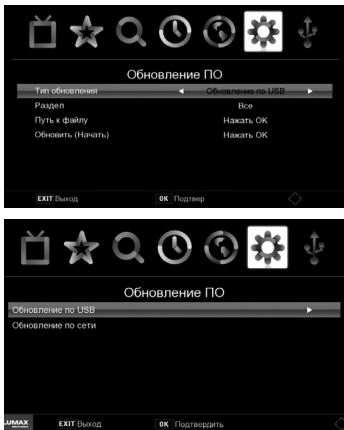 Обновление ПО
Тип обновления Обновление по USB
Раздел Все
Путь к файлу Нажать OK
Обновить (Начать) Нажать OK
EXIT Выход OK Подтвер
Обновление ПО
Обновление по USB
Обновление по сети
LUMAX EXIT Выход OK Подтвердить